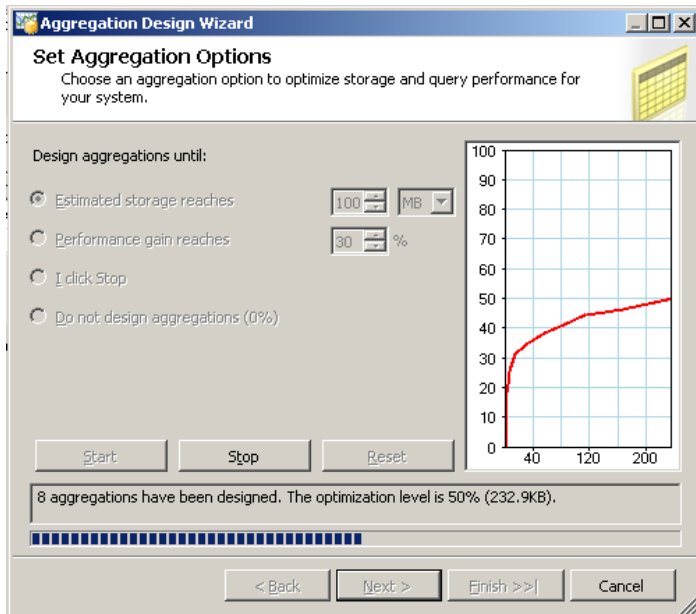 Aggregation Design Wizard
Set Aggregation Options
Choose an aggregation option to optimize storage and query performance for
your system.
Design aggregations until:
Estimated storage reaches
100
MB
Performance gain reaches
30
%
I click Stop
Do not design aggregations (0%)
100
90
80
70
60
50
40
30
20
10
0
40
120
200
Start
Stop
Reset
8 aggregations have been designed. The optimization level is 50% (232.9KB).
< Back
Next >
Finish >>|
Cancel